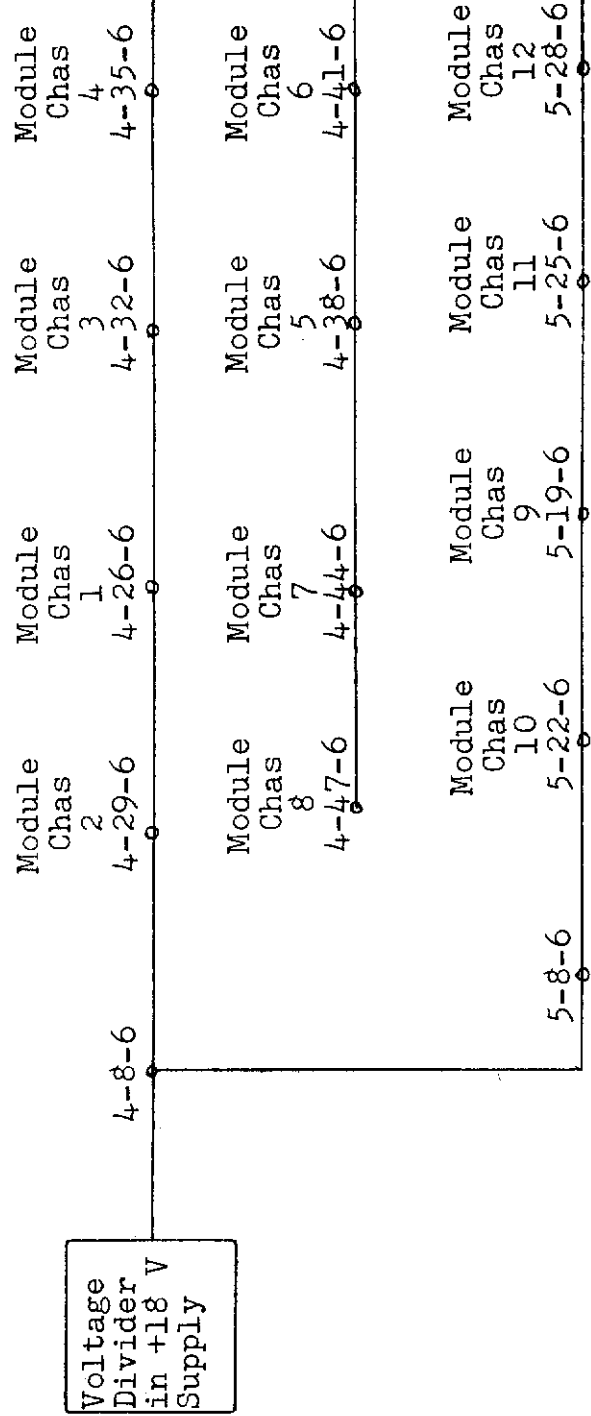 Voltage
Divider
in +18 V
Supply
4-8-6
Module
Chas
2
4-29-6
Module
Chas
1
4-26-6
Module
Chas
3
4-32-6
Module
Chas
4
4-35-6
Module
Chas
8
4-47-6
Module
Chas
7
4-44-6
Module
Chas
5
4-38-6
Module
Chas
6
4-41-6
5-8-6
Module
Chas
10
5-22-6
Module
Chas
9
5-19-6
Module
Chas
11
5-25-6
Module
Chas
12
5-28-6